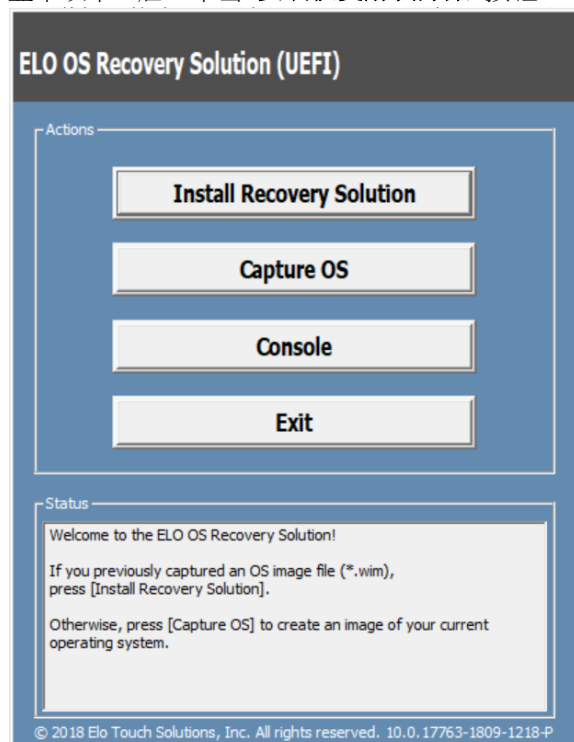 ELO OS Recovery Solution (UEFI)
Actions
Install Recovery Solution
Capture OS
Console
Exit
Status
Welcome to the ELO OS Recovery Solution!
If you previously captured an OS image file (*.wim),
press [Install Recovery Solution].
Otherwise, press [Capture OS] to create an image of your current
operating system.
© 2018 Elo Touch Solutions, Inc. All rights reserved. 10.0.17763-1809-1218-P